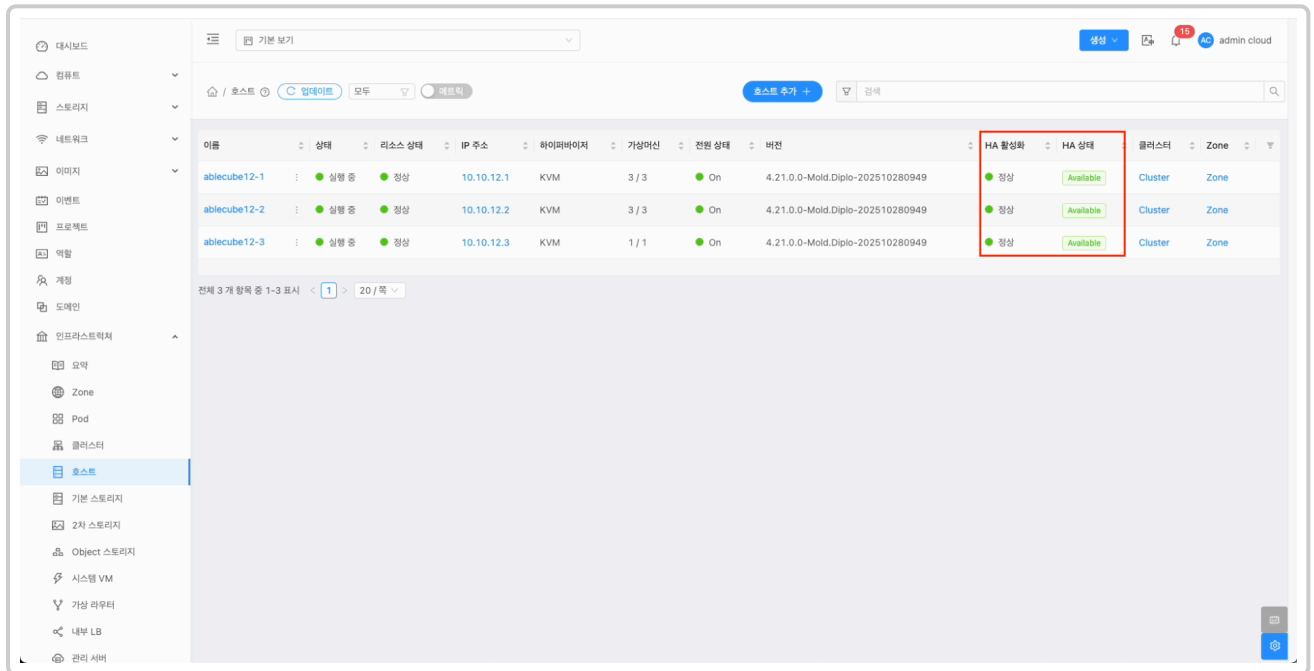 대시보드
컴퓨트
스토리지
네트워크
이미지
이벤트
프로젝트
역할
계정
도메인
인프라스트럭쳐
요약
Zone
Pod
클러스터
호스트
기본 스토리지
2차 스토리지
Object 스토리지
시스템 VM
가상 라우터
내부 LB
관리 서버
기본 보기
생성 15 AC admin cloud
/ 호스트 업데이트 모두 메트릭 호스트 추가 + 검색
이름 상태 리소스 상태 IP 주소 하이퍼바이저 가상머신 전원 상태 버전 HA 활성화 HA 상태 클러스터 Zone
ablecube12-1 실행 중 정상 10.10.12.1 KVM 3 / 3 On 4.21.0.0-Mold.Diplo-202510280949 정상 Available Cluster Zone
ablecube12-2 실행 중 정상 10.10.12.2 KVM 3 / 3 On 4.21.0.0-Mold.Diplo-202510280949 정상 Available Cluster Zone
ablecube12-3 실행 중 정상 10.10.12.3 KVM 1 / 1 On 4.21.0.0-Mold.Diplo-202510280949 정상 Available Cluster Zone
전체 3 개 항목 중 1-3 표시 < 1 > 20 / 쪽